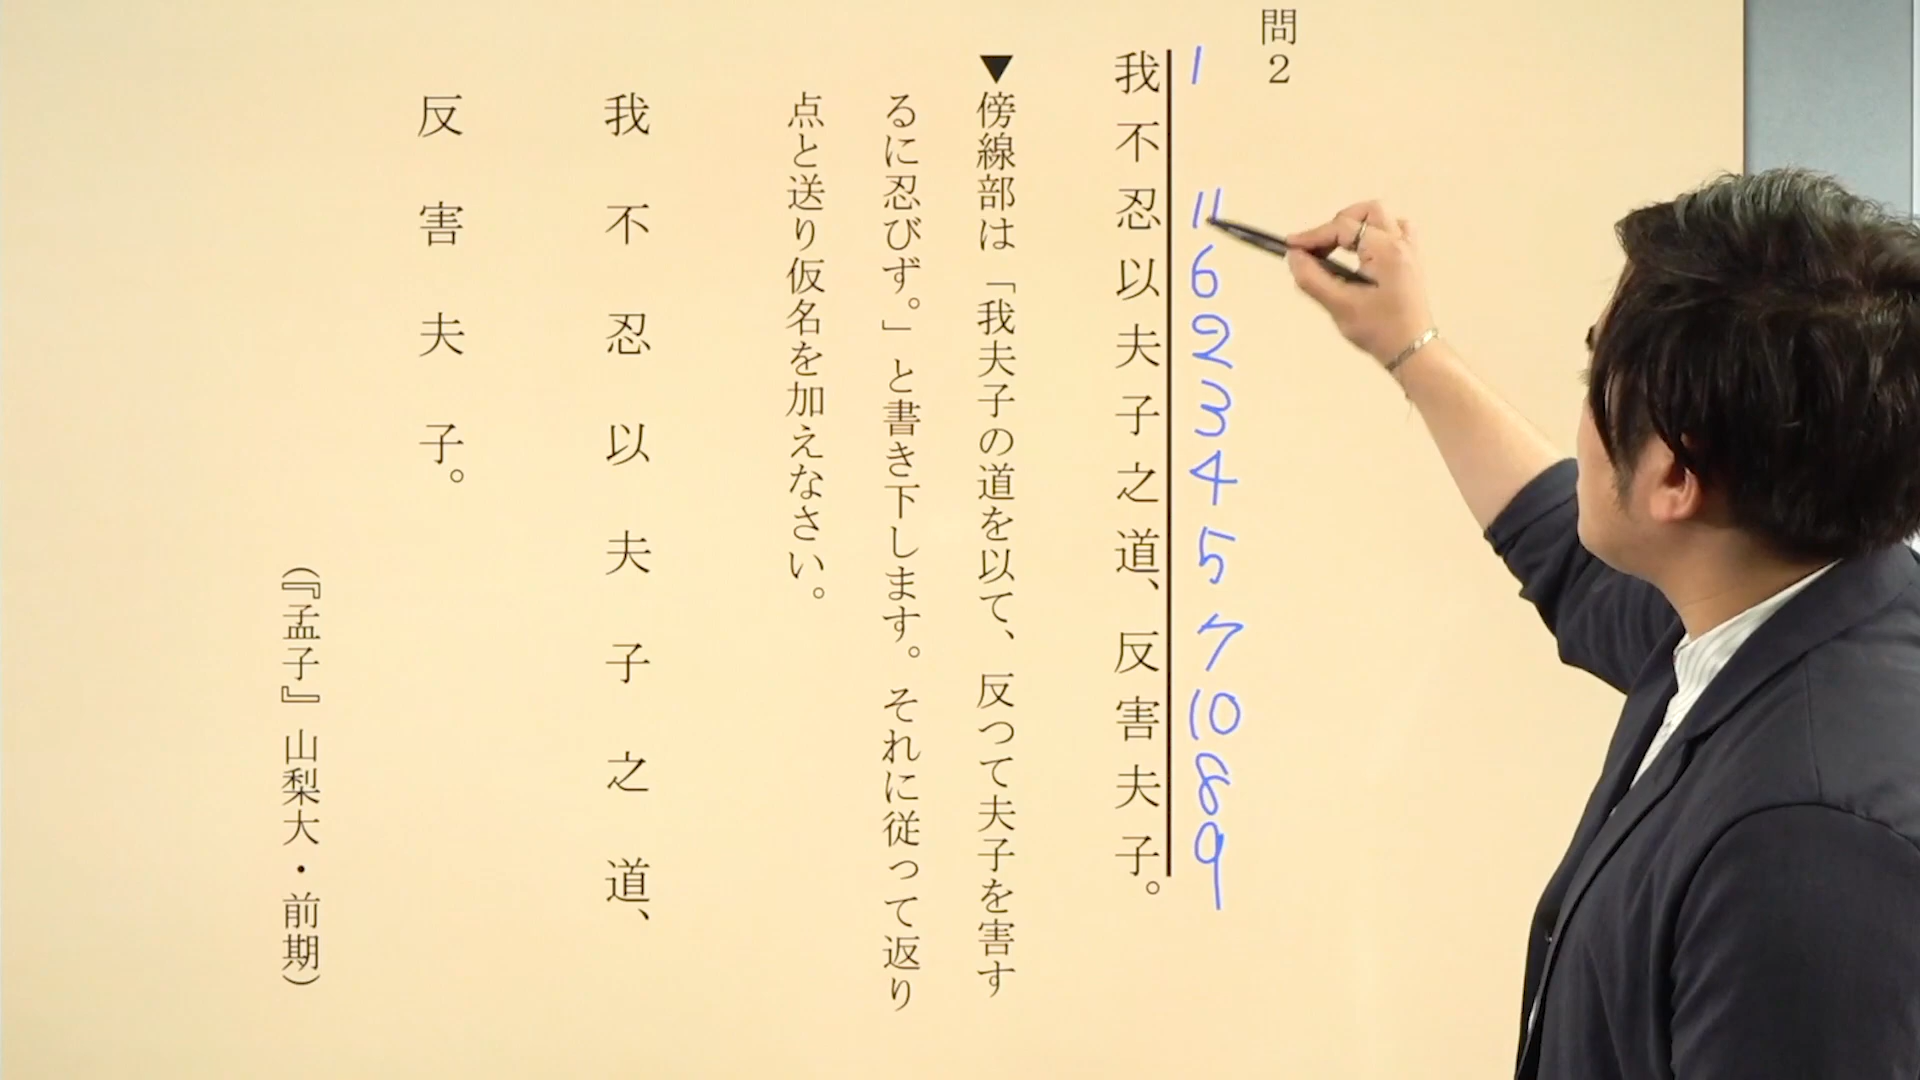 問2
1 11 6 2 3 4 5 7 10 8 9
我不忍以夫子之道、反害夫子。
▼傍線部は「我夫子の道を以て、反つて夫子を害す
るに忍びず。」と書き下します。それに従って返り
点と送り仮名を加えなさい。
我不忍以夫子之道、
反害夫子。
（『孟子』山梨大・前期）